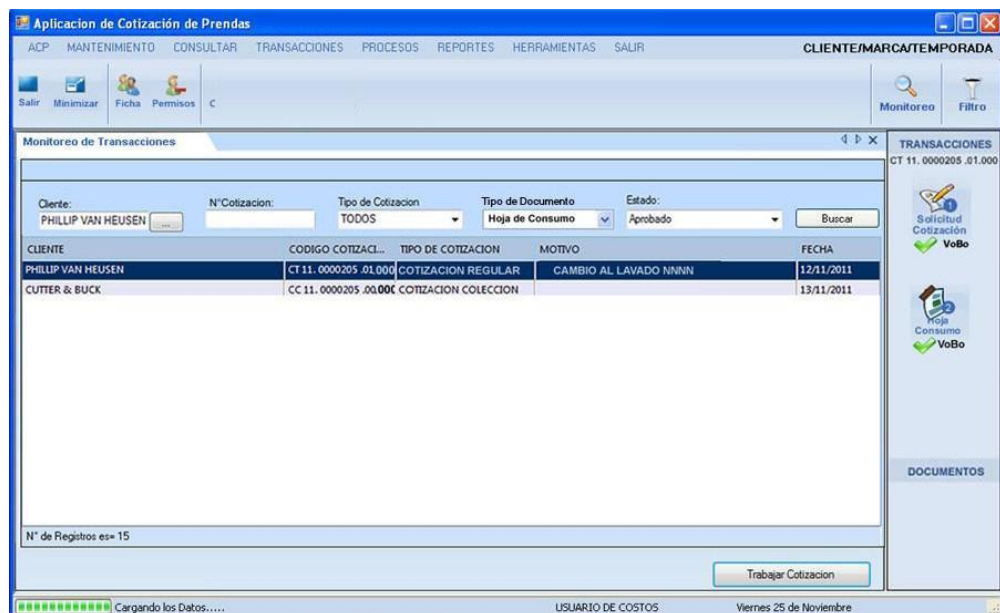 Aplicacion de Cotización de Prendas
ACP MANTENIMIENTO CONSULTAR TRANSACCIONES PROCESOS REPORTES HERRAMIENTAS SALIR CLIENTE/MARCA/TEMPORADA
Salir Minimizar Ficha Permisos C Monitoreo Filtro
Monitoreo de Transacciones
TRANSACCIONES
CT 11. 0000205 .01.000
Cliente: N°Cotizacion: Tipo de Cotizacion Tipo de Documento Estado:
PHILLIP VAN HEUSEN ... TODOS Hoja de Consumo Aprobado Buscar
CLIENTE CODIGO COTIZACI... TIPO DE COTIZACION MOTIVO FECHA
PHILLIP VAN HEUSEN CT 11. 0000205 .01.000 COTIZACION REGULAR CAMBIO AL LAVADO NNNN 12/11/2011
CUTTER & BUCK CC 11. 0000205 .00.000 COTIZACION COLECCION 13/11/2011
1
Solicitud
Cotización
VoBo
2
Hoja
Consumo
VoBo
DOCUMENTOS
N° de Registros es= 15
Trabajar Cotizacion
Cargando los Datos..... USUARIO DE COSTOS Viernes 25 de Noviembre